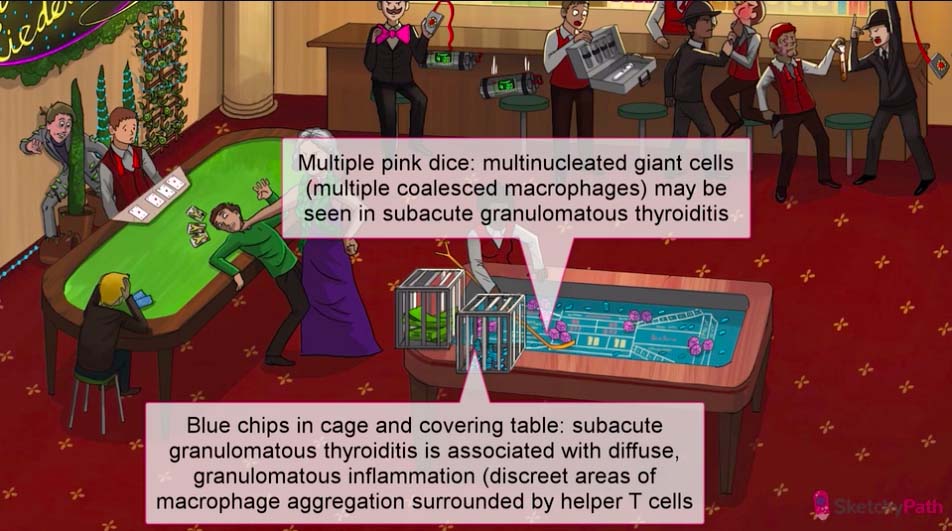 Multiple pink dice: multinucleated giant cells
(multiple coalesced macrophages) may be
seen in subacute granulomatous thyroiditis
Blue chips in cage and covering table: subacute
granulomatous thyroiditis is associated with diffuse,
granulomatous inflammation (discreet areas of
macrophage aggregation surrounded by helper T cells
SketchyPath